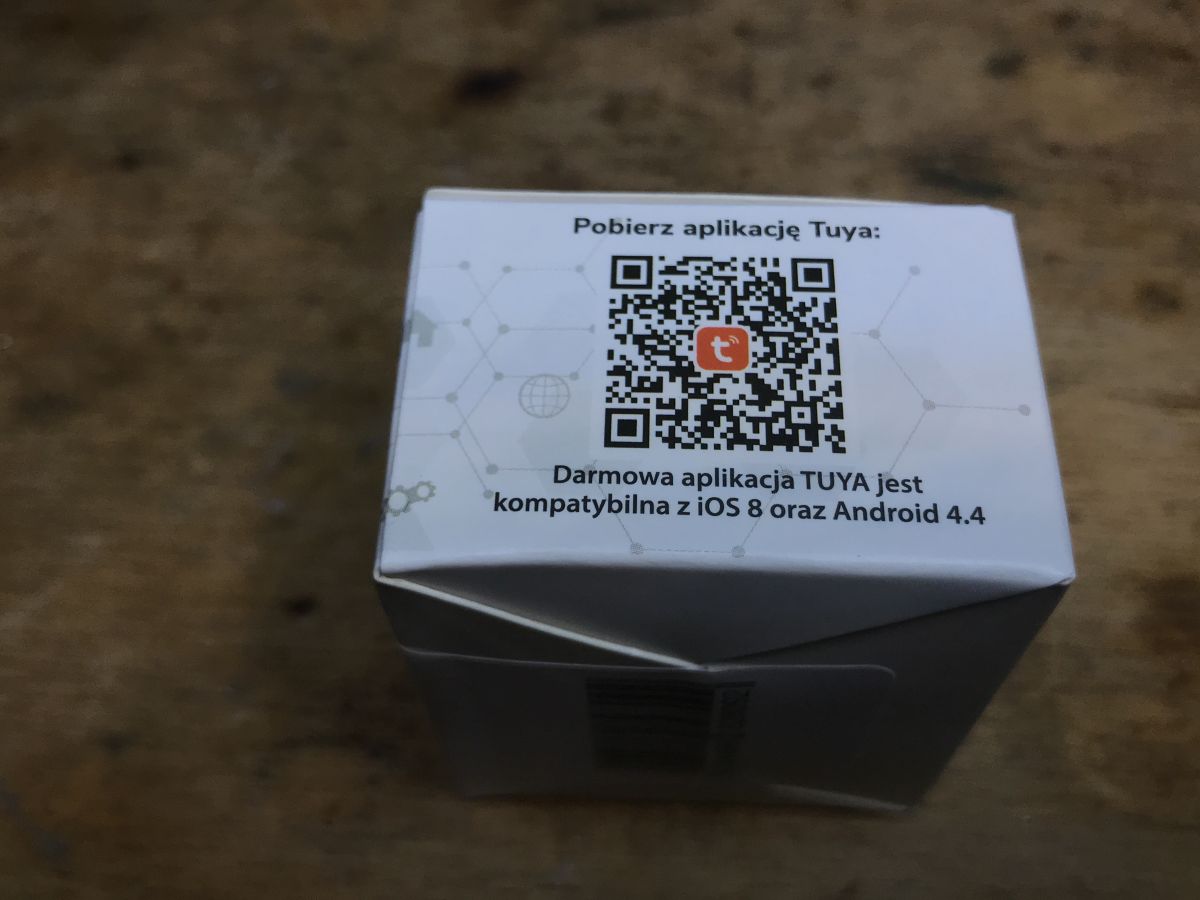 Pobierz aplikację Tuya:
t
Darmowa aplikacja TUYA jest
kompatybilna z iOS 8 oraz Android 4.4